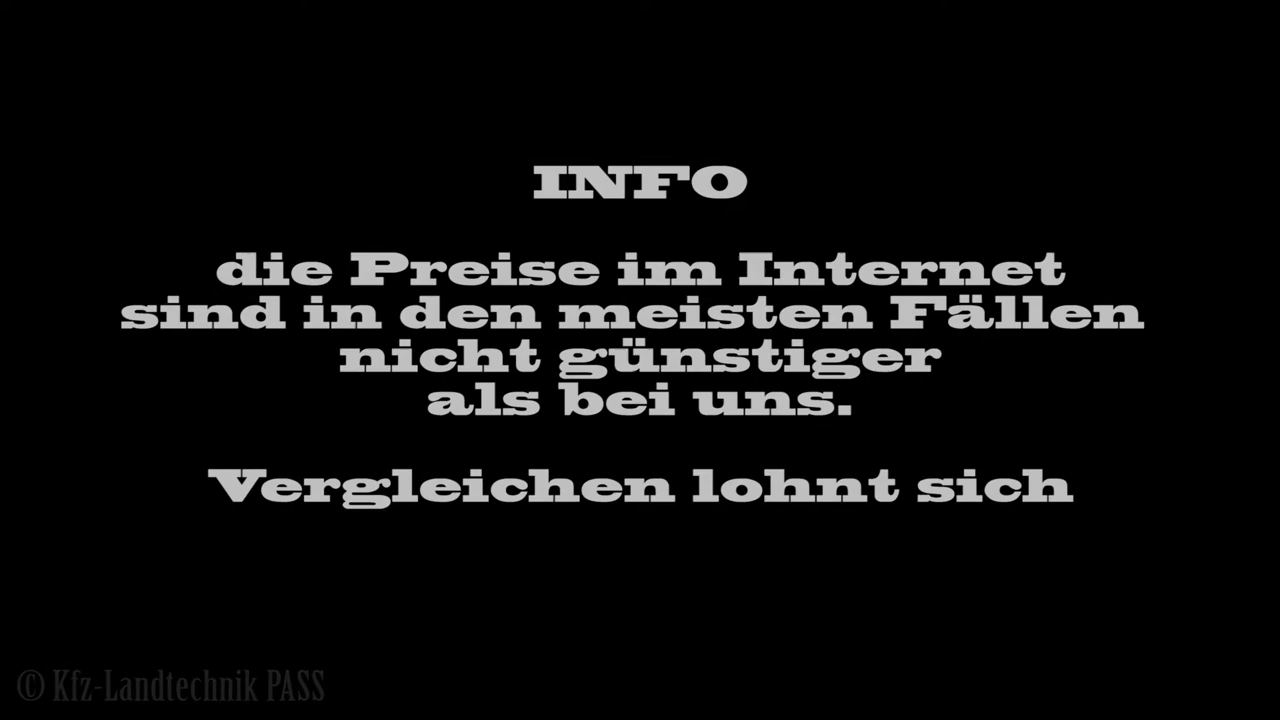 INFO
die Preise im Internet
sind in den meisten Fällen
nicht günstiger
als bei uns.
Vergleichen lohnt sich
© Kfz-Landtechnik PASS